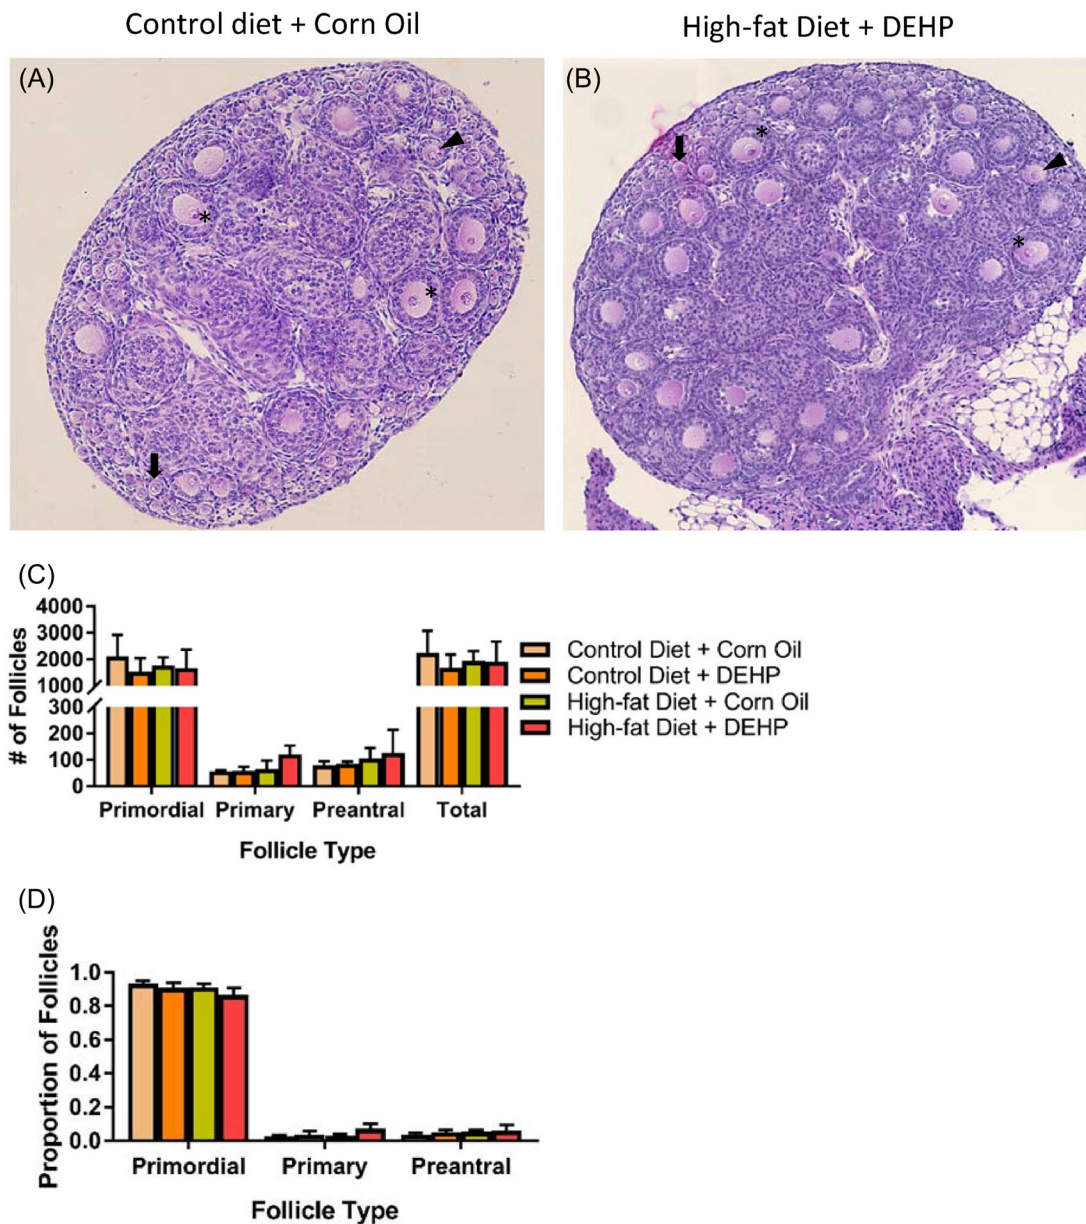 Control diet + Corn Oil
High-fat Diet + DEHP
(A)
(B)
*
*
*
*
(C)
# of Follicles
4000
3000
2000
1000
300
200
100
0
Primordial
Primary
Preantral
Total
Follicle Type
Control Diet + Corn Oil
Control Diet + DEHP
High-fat Diet + Corn Oil
High-fat Diet + DEHP
(D)
Proportion of Follicles
1.0
0.8
0.6
0.4
0.2
0.0
Primordial
Primary
Preantral
Follicle Type